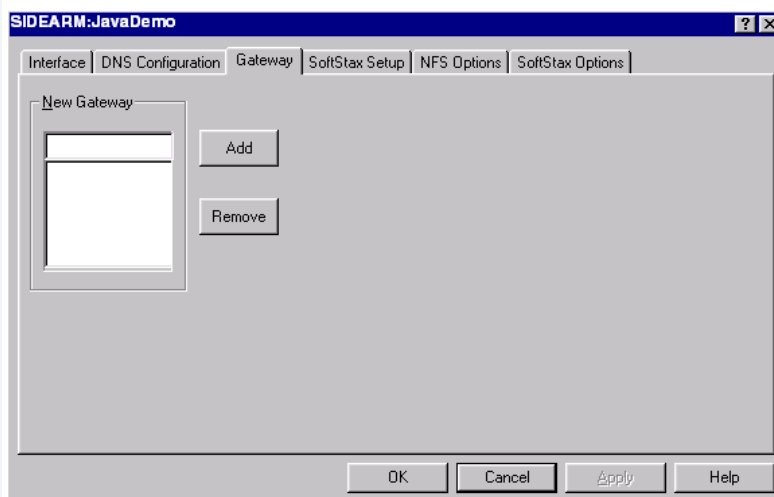 SIDEARM:JavaDemo
Interface DNS Configuration Gateway SoftStax Setup NFS Options SoftStax Options
New Gateway
Add
Remove
OK Cancel Apply Help